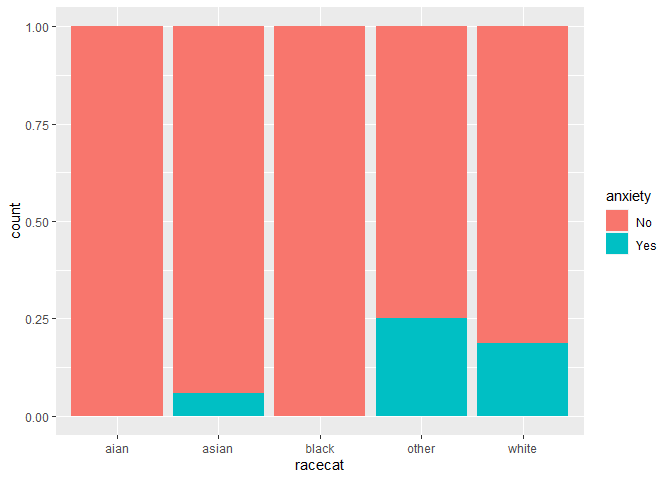 1.00
0.75
0.50
0.25
0.00
count
aian asian black other white
racecat
anxiety
No
Yes